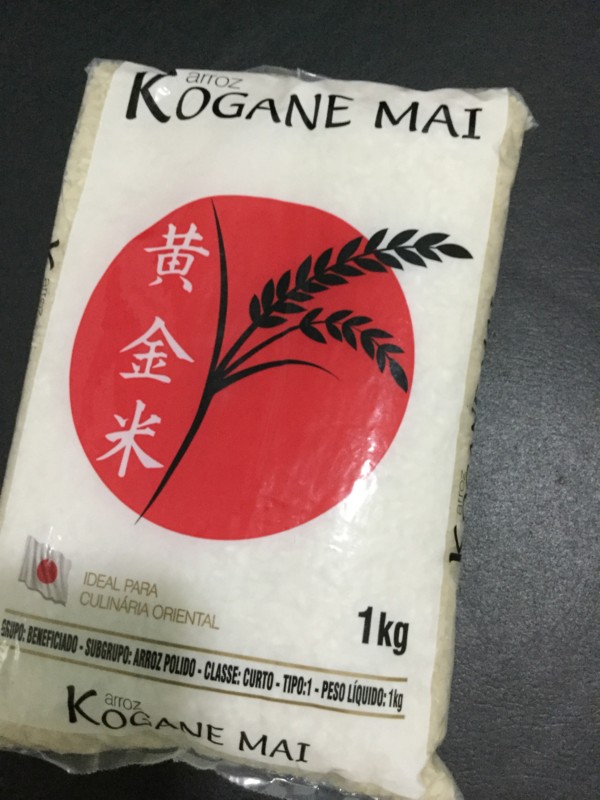 arroz
KOGANE MAI
黄
金
米
IDEAL PARA
CULINÁRIA ORIENTAL
1kg
GRUPO: BENEFICIADO - SUBGRUPO: ARROZ POLIDO - CLASSE: CURTO - TIPO:1 - PESO LÍQUIDO: 1kg
arroz
KOGANE MAI
arroz
K